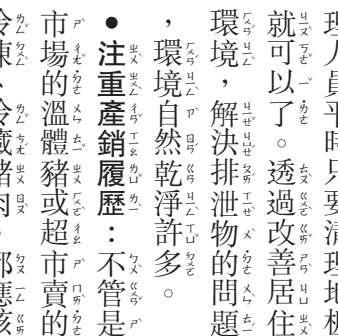 理人員平時只要清理地板
就可以了。透過改善居住
環境，解決排泄物的問題
，環境自然乾淨許多。
●注重產銷履歷：不管是
市場的溫體豬或超市賣的
冷凍、冷藏豬肉，都應該